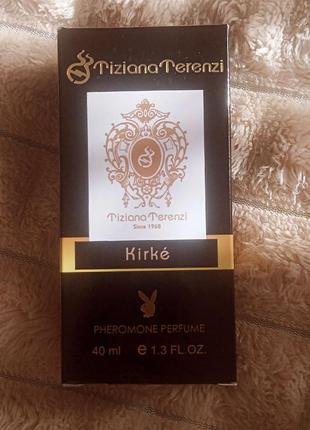 Tiziana Terenzi
Tiziana Terenzi
Since 1968
Kirké
PHEROMONE PERFUME
40 ml e 1.3 FL.OZ.